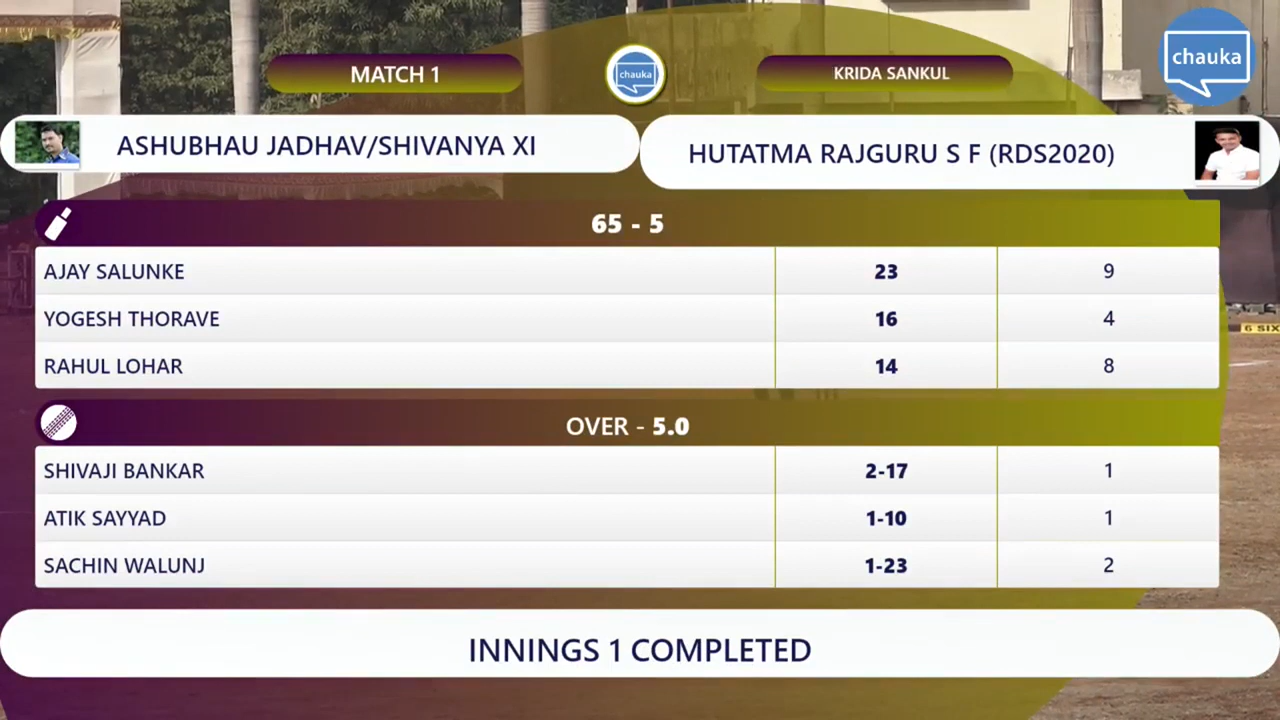 MATCH 1
chauka
KRIDA SANKUL
chauka
ASHUBHAU JADHAV/SHIVANYA XI
HUTATMA RAJGURU S F (RDS2020)
65 - 5
AJAY SALUNKE 23 9
YOGESH THORAVE 16 4
RAHUL LOHAR 14 8
6 SIX
OVER - 5.0
SHIVAJI BANKAR 2-17 1
ATIK SAYYAD 1-10 1
SACHIN WALUNJ 1-23 2
INNINGS 1 COMPLETED